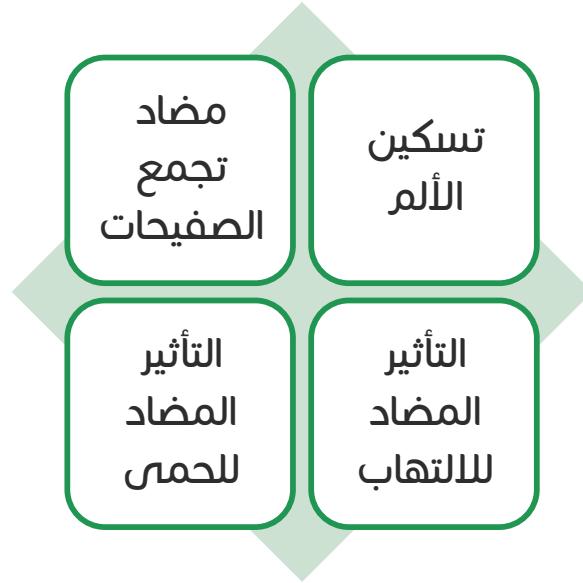 تسكين
الألم
مضاد
تجمع
الصفيحات
التأثير
المضاد
للالتهاب
التأثير
المضاد
للحمى